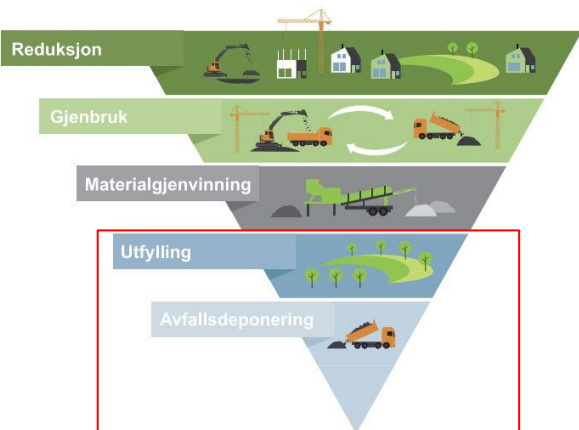 Reduksjon
Gjenbruk
Materialgjenvinning
Utfylling
Avfallsdeponering